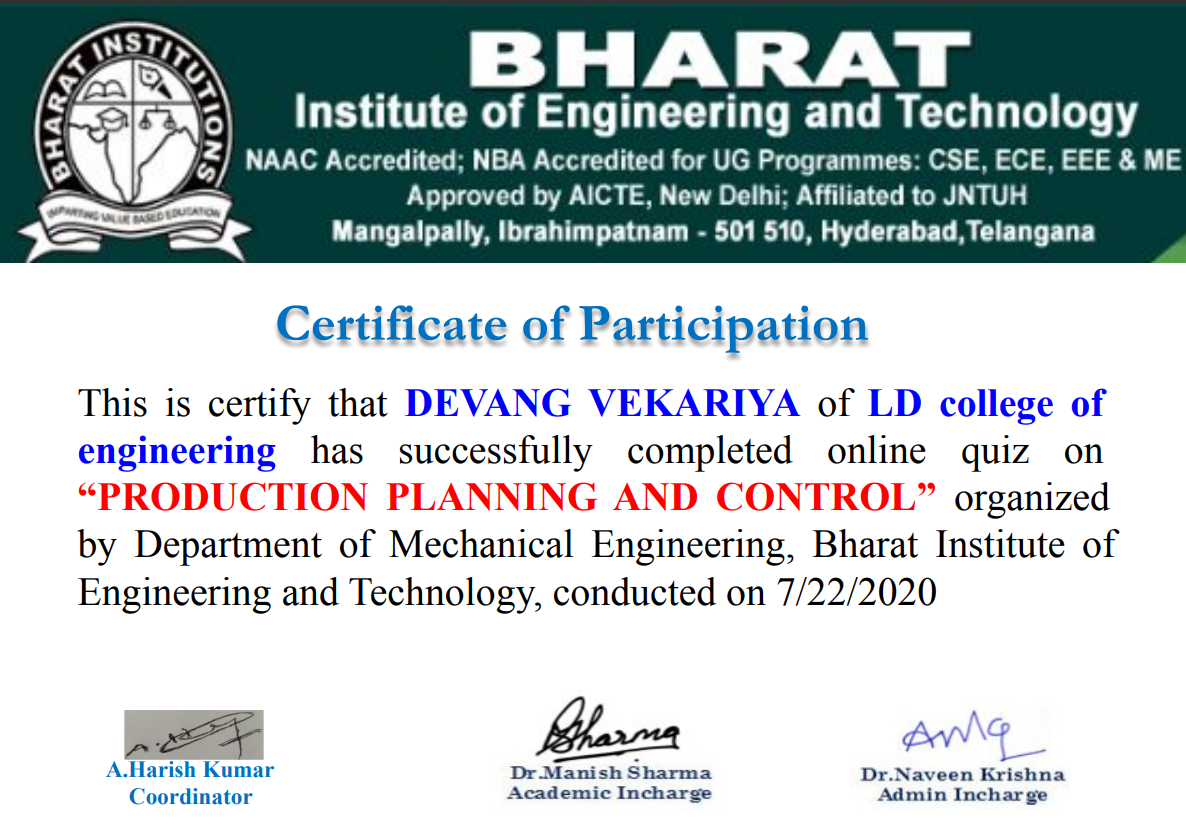 BHARAT INSTITUTIONS
IMPARTING VALUE BASED EDUCATION
BHARAT
Institute of Engineering and Technology
NAAC Accredited; NBA Accredited for UG Programmes: CSE, ECE, EEE & ME
Approved by AICTE, New Delhi; Affiliated to JNTUH
Mangalpally, Ibrahimpatnam - 501 510, Hyderabad,Telangana
Certificate of Participation
This is certify that DEVANG VEKARIYA of LD college of
engineering has successfully completed online quiz on
“PRODUCTION PLANNING AND CONTROL” organized
by Department of Mechanical Engineering, Bharat Institute of
Engineering and Technology, conducted on 7/22/2020
Sharma
A.Harish Kumar
Coordinator
Dr.Manish Sharma
Academic Incharge
Dr.Naveen Krishna
Admin Incharge